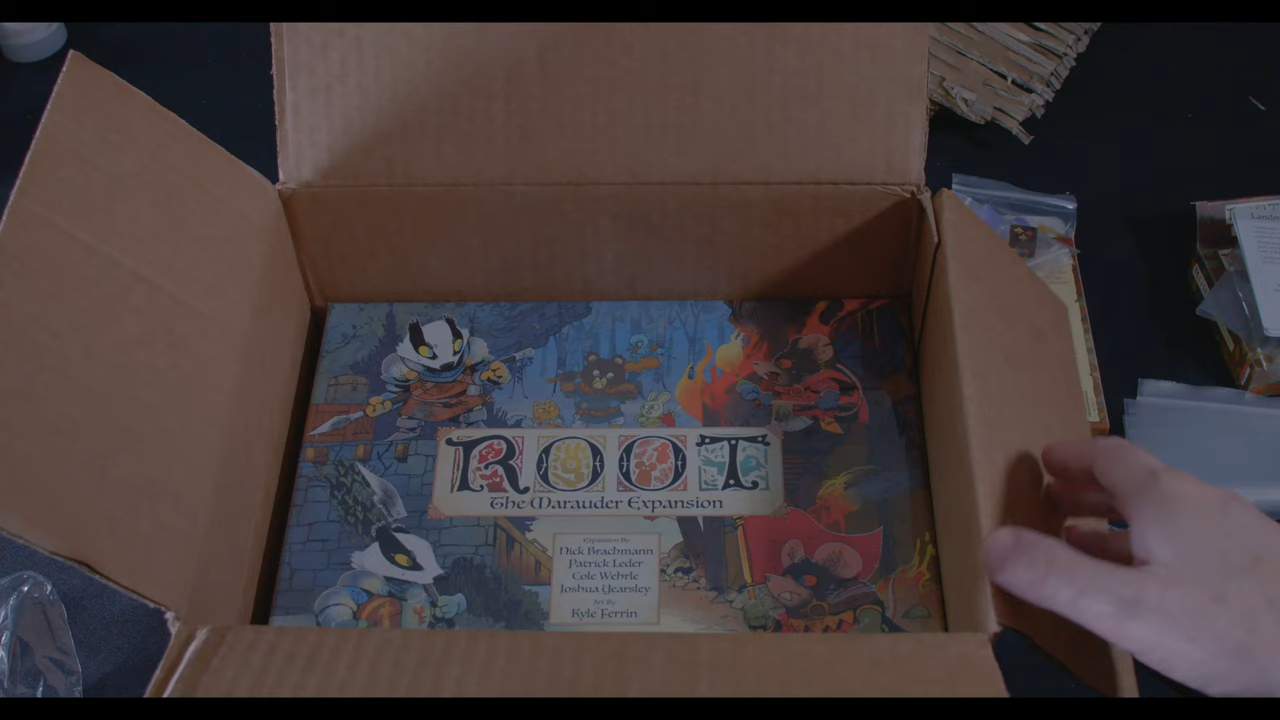 ROOT
The Marauder Expansion
Expansion By
Nick Brachmann
Patrick Leder
Cole Wehrle
Joshua Yearsley
Art By
Kyle Ferrin